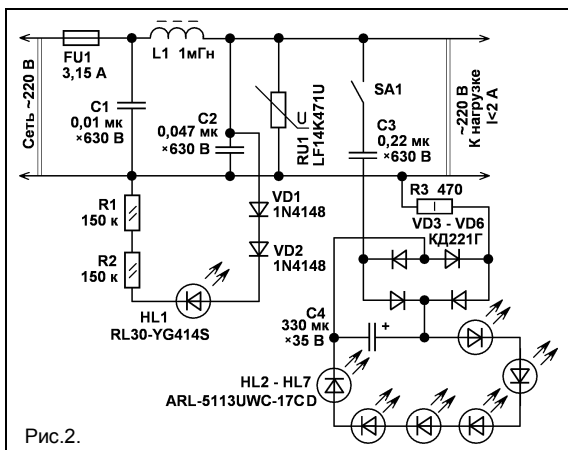 Сеть ~220 В
FU1
3,15 А
L1 1мГн
C1
0,01 мк
×630 В
C2
0,047 мк
×630 В
U
RU1
LF14K471U
SA1
C3
0,22 мк
×630 В
~220 В
К нагрузке
I<2 А
R1
150 к
R2
150 к
VD1
1N4148
VD2
1N4148
HL1
RL30-YG414S
R3 470
VD3 - VD6
КД221Г
C4
330 мк
×35 В
+
HL2 - HL7
ARL-5113UWC-17CD
Рис.2.